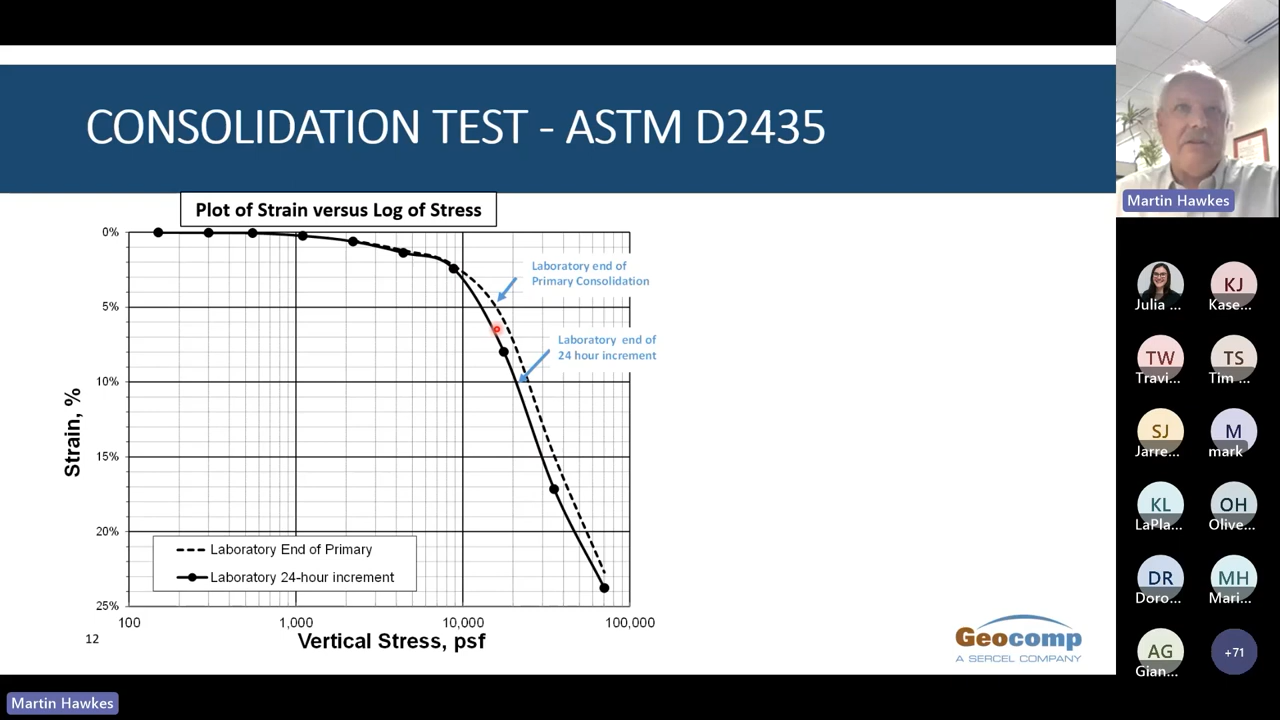 CONSOLIDATION TEST - ASTM D2435
Plot of Strain versus Log of Stress
0%
5%
10%
15%
20%
25%
Strain, %
Laboratory end of
Primary Consolidation
Laboratory end of
24 hour increment
Laboratory End of Primary
Laboratory 24-hour increment
100
1,000
10,000
100,000
Vertical Stress, psf
12
Geocomp
A SERCEL COMPANY
Martin Hawkes
Martin Hawkes
Julia ...
KJ
Kase...
TW
Travi...
TS
Tim ...
SJ
Jarre...
M
mark
KL
LaPla...
OH
Olive...
DR
Doro...
MH
Mari...
AG
Gian...
+71